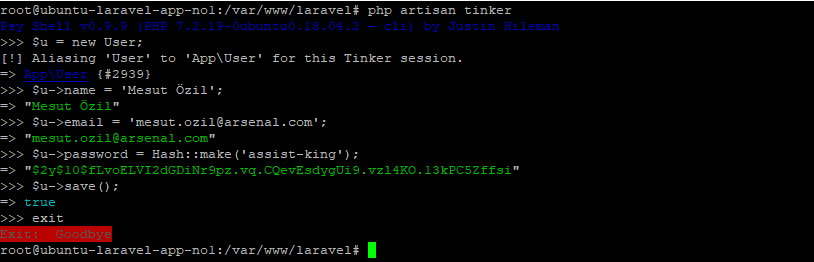 root@ubuntu-laravel-app-no1:/var/www/laravel# php artisan tinker
Psy Shell v0.9.9 (PHP 7.2.19-0ubuntu0.18.04.2 — cli) by Justin Hileman
>>> $u = new User;
[!] Aliasing 'User' to 'App\User' for this Tinker session.
=> App\User {#2939}
>>> $u->name = 'Mesut Özil';
=> "Mesut Özil"
>>> $u->email = 'mesut.ozil@arsenal.com';
=> "mesut.ozil@arsenal.com"
>>> $u->password = Hash::make('assist-king');
=> "$2y$10$fLvoELVI2dGDiNr9pz.vq.CQevEsdygUi9.vzl4KO.l3kPC5Zffsi"
>>> $u->save();
=> true
>>> exit
Exit:  Goodbye
root@ubuntu-laravel-app-no1:/var/www/laravel#